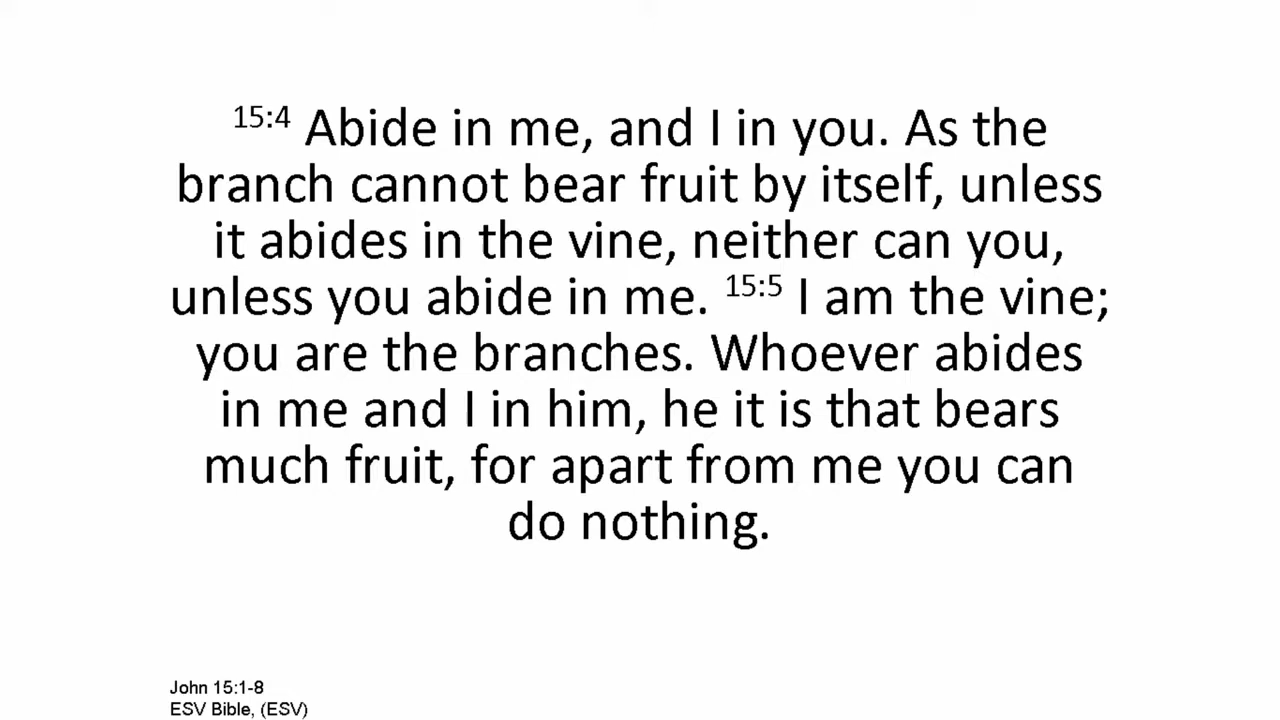 15:4 Abide in me, and I in you. As the
branch cannot bear fruit by itself, unless
it abides in the vine, neither can you,
unless you abide in me. 15:5 I am the vine;
you are the branches. Whoever abides
in me and I in him, he it is that bears
much fruit, for apart from me you can
do nothing.
John 15:1-8
ESV Bible, (ESV)